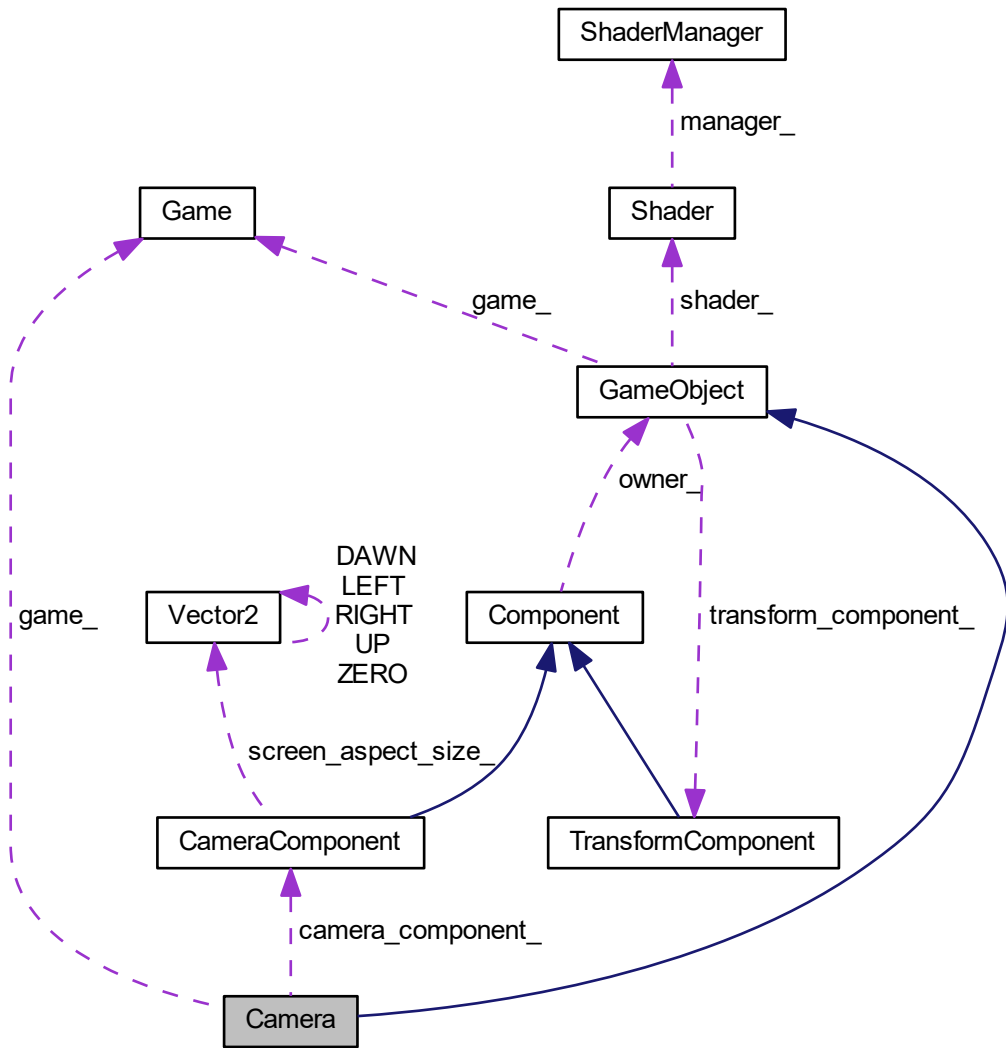 ShaderManager
manager_
Game
Shader
game_
shader_
GameObject
owner_
DAWN
LEFT
RIGHT
UP
ZERO
Vector2
Component
game_
transform_component_
screen_aspect_size_
CameraComponent
TransformComponent
camera_component_
Camera